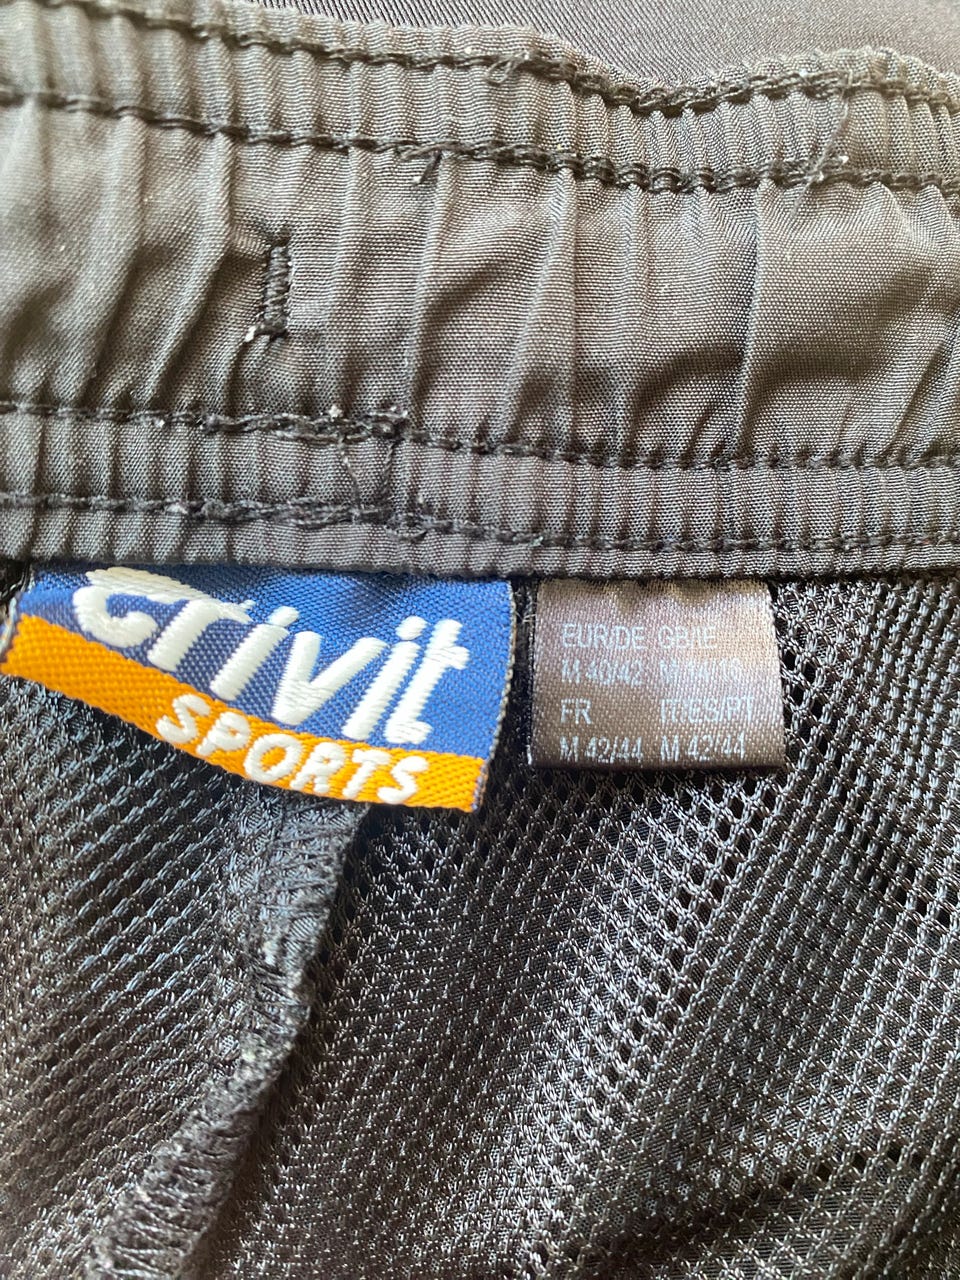 crivit
SPORTS
EUR/DE GB/IE
M 40/42 M
FR IT/ES/PT
M 42/44 M 42/44